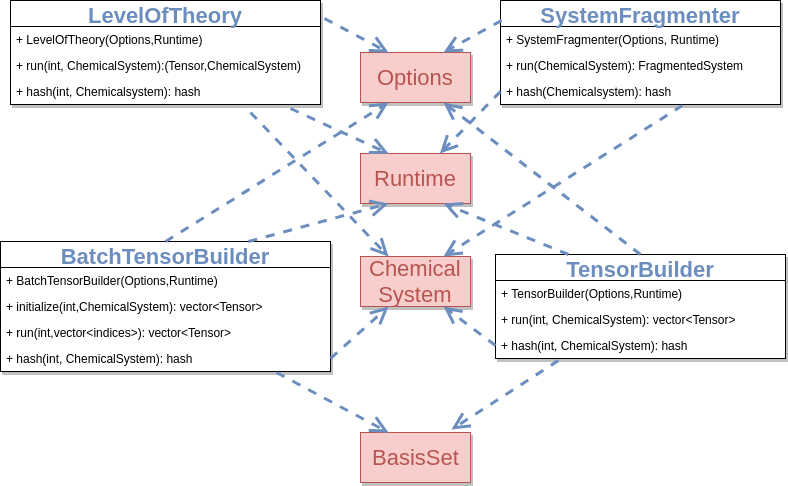 LevelOfTheory
+ LevelOfTheory(Options,Runtime)
+ run(int, ChemicalSystem):(Tensor,ChemicalSystem)
+ hash(int, Chemicalsystem): hash
SystemFragmenter
+ SystemFragmenter(Options, Runtime)
+ run(ChemicalSystem): FragmentedSystem
+ hash(Chemicalsystem): hash
Options
Runtime
Chemical
System
BatchTensorBuilder
+ BatchTensorBuilder(Options,Runtime)
+ initialize(int,ChemicalSystem): vector<Tensor>
+ run(int,vector<indices>): vector<Tensor>
+ hash(int, ChemicalSystem): hash
TensorBuilder
+ TensorBuilder(Options,Runtime)
+ run(int, ChemicalSystem): vector<Tensor>
+ hash(int, ChemicalSystem): hash
BasisSet